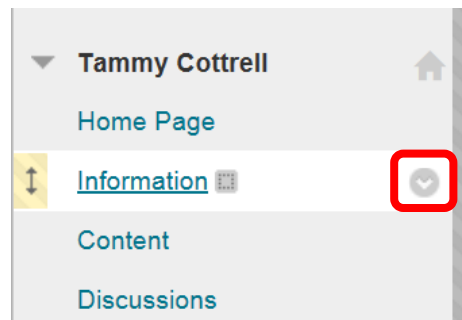 Tammy Cottrell
Home Page
Information
Content
Discussions